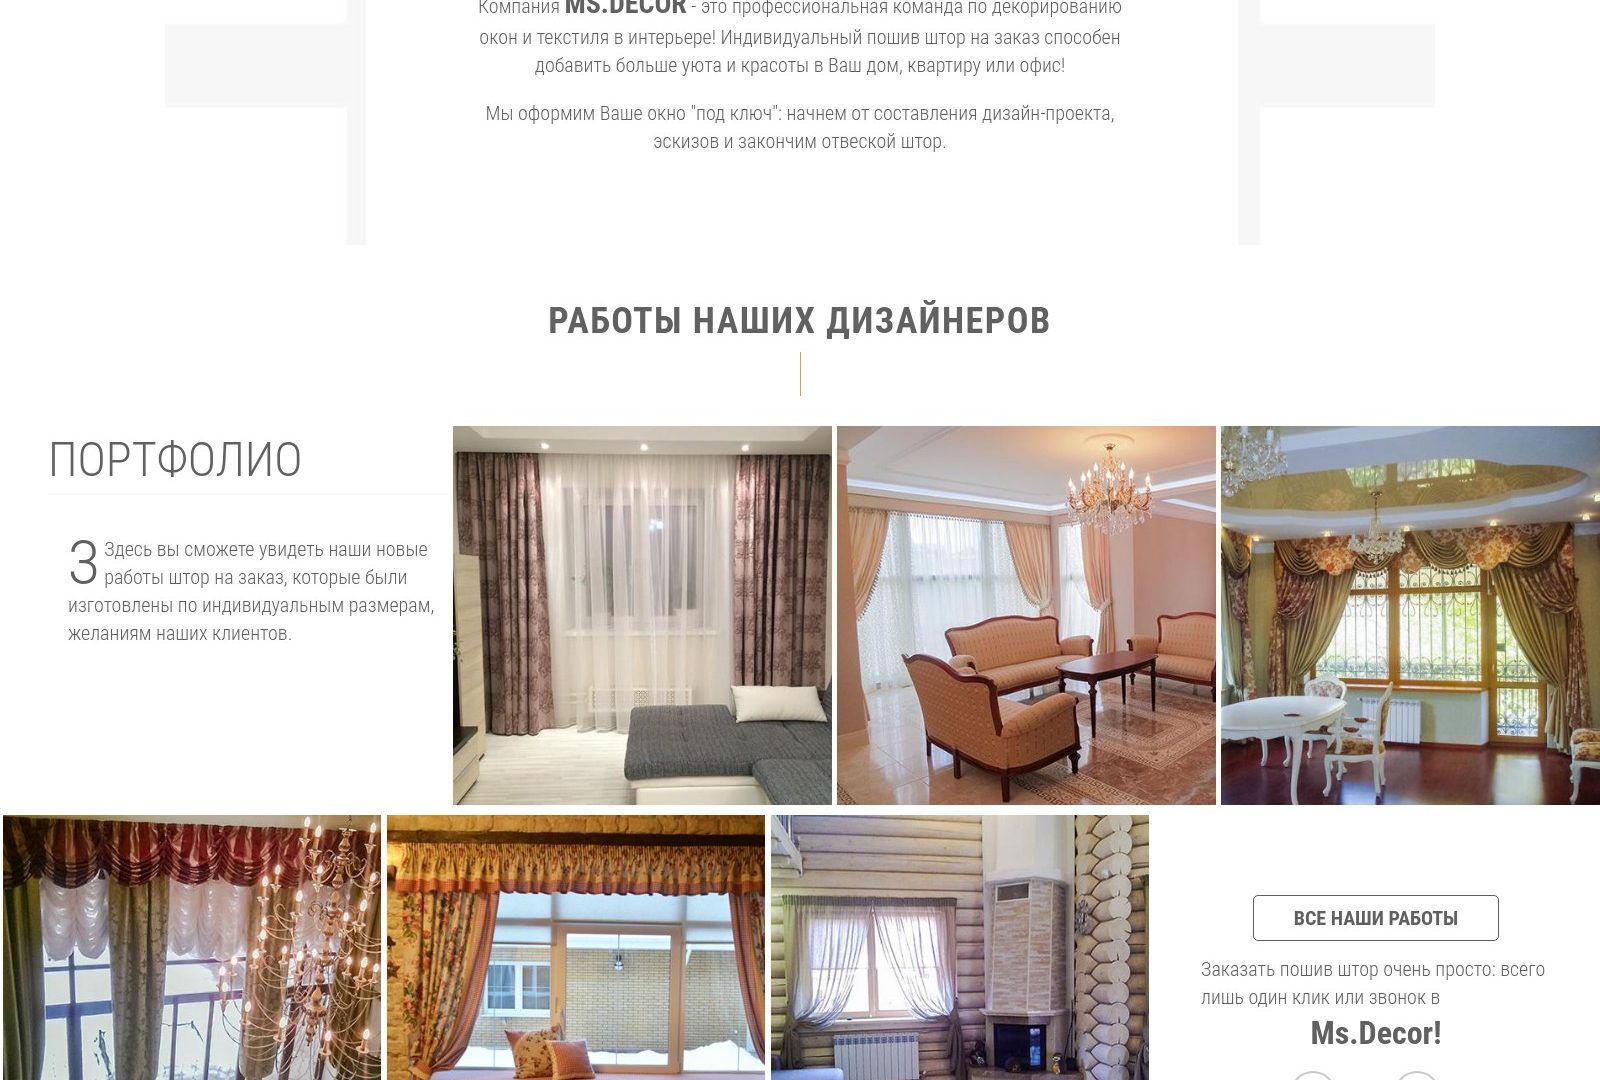 Компания MS.DECOR - это профессиональная команда по декорированию
окон и текстиля в интерьере! Индивидуальный пошив штор на заказ способен
добавить больше уюта и красоты в Ваш дом, квартиру или офис!
Мы оформим Ваше окно "под ключ": начнем от составления дизайн-проекта,
эскизов и закончим отвеской штор.
РАБОТЫ НАШИХ ДИЗАЙНЕРОВ
ПОРТФОЛИО
З Здесь вы сможете увидеть наши новые
работы штор на заказ, которые были
изготовлены по индивидуальным размерам,
желаниям наших клиентов.
ВСЕ НАШИ РАБОТЫ
Заказать пошив штор очень просто: всего
лишь один клик или звонок в
Ms.Decor!